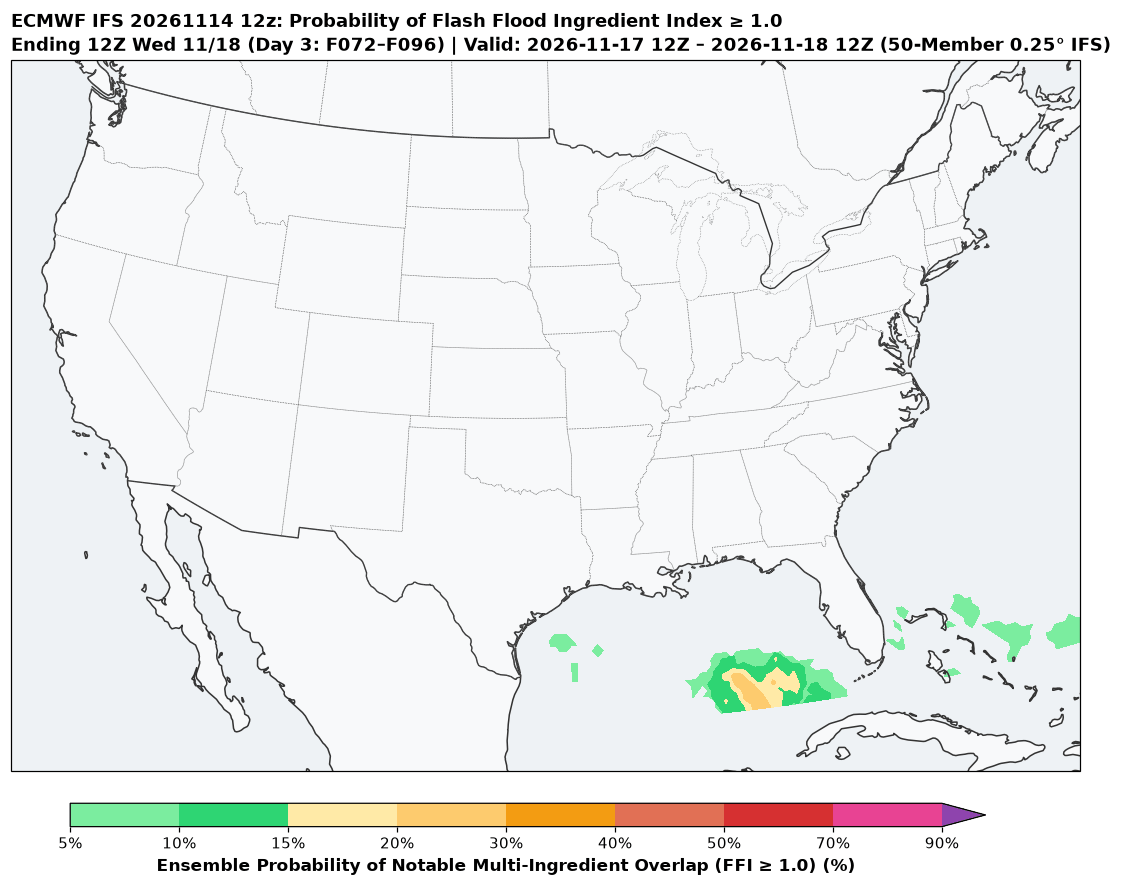 ECMWF IFS 20261114 12z: Probability of Flash Flood Ingredient Index ≥ 1.0
Ending 12Z Wed 11/18 (Day 3: F072–F096) | Valid: 2026-11-17 12Z – 2026-11-18 12Z (50-Member 0.25° IFS)
5% 10% 15% 20% 30% 40% 50% 70% 90%
Ensemble Probability of Notable Multi-Ingredient Overlap (FFI ≥ 1.0) (%)